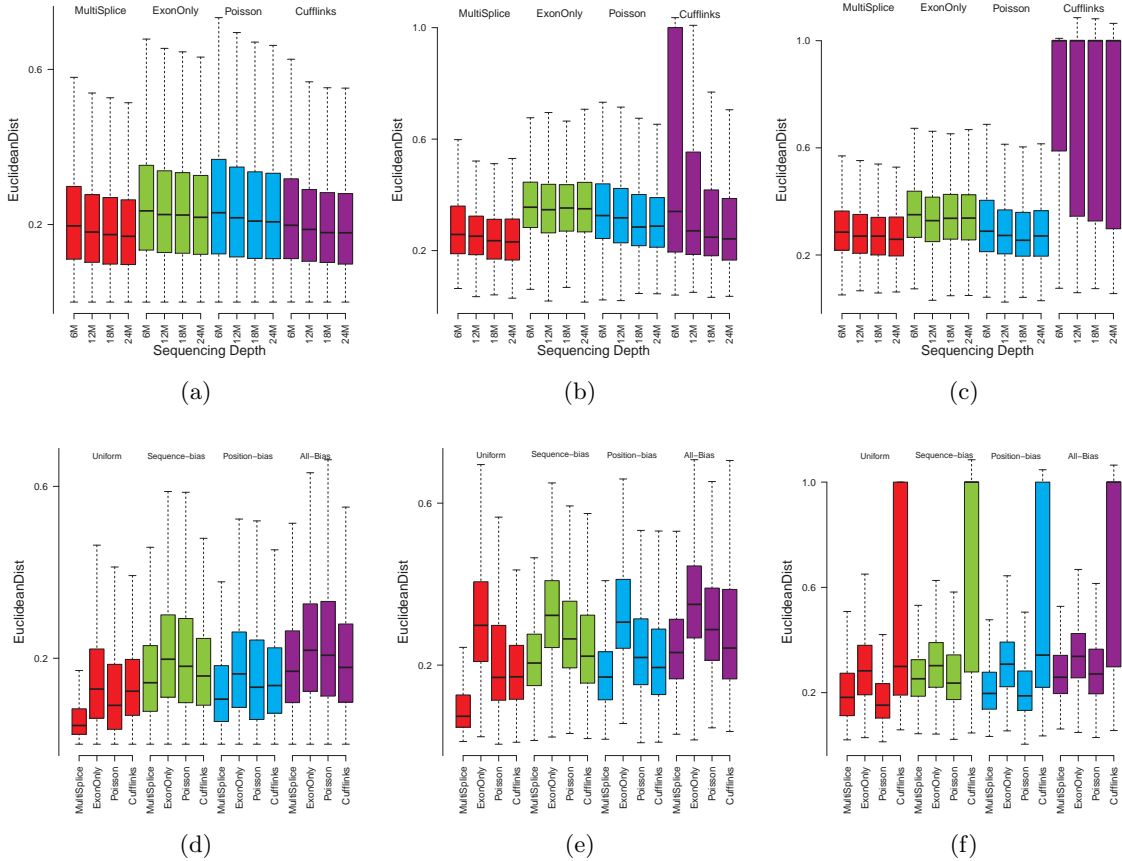 MultiSplice ExonOnly Poisson Cufflinks
EuclideanDist
0.6
0.2
6M 12M 18M 24M 6M 12M 18M 24M 6M 12M 18M 24M 6M 12M 18M 24M
Sequencing Depth
(a)
MultiSplice ExonOnly Poisson Cufflinks
EuclideanDist
1.0
0.6
0.2
6M 12M 18M 24M 6M 12M 18M 24M 6M 12M 18M 24M 6M 12M 18M 24M
Sequencing Depth
(b)
MultiSplice ExonOnly Poisson Cufflinks
EuclideanDist
1.0
0.6
0.2
6M 12M 18M 24M 6M 12M 18M 24M 6M 12M 18M 24M 6M 12M 18M 24M
Sequencing Depth
(c)
Uniform Sequence−bias Position−bias All−Bias
EuclideanDist
0.6
0.2
MultiSplice ExonOnly Poisson Cufflinks MultiSplice ExonOnly Poisson Cufflinks MultiSplice ExonOnly Poisson Cufflinks MultiSplice ExonOnly Poisson Cufflinks
(d)
Uniform Sequence−bias Position−bias All−Bias
EuclideanDist
0.6
0.2
MultiSplice ExonOnly Poisson Cufflinks MultiSplice ExonOnly Poisson Cufflinks MultiSplice ExonOnly Poisson Cufflinks MultiSplice ExonOnly Poisson Cufflinks
(e)
Uniform Sequence−bias Position−bias All−Bias
EuclideanDist
1.0
0.6
0.2
MultiSplice ExonOnly Poisson Cufflinks MultiSplice ExonOnly Poisson Cufflinks MultiSplice ExonOnly Poisson Cufflinks MultiSplice ExonOnly Poisson Cufflinks
(f)